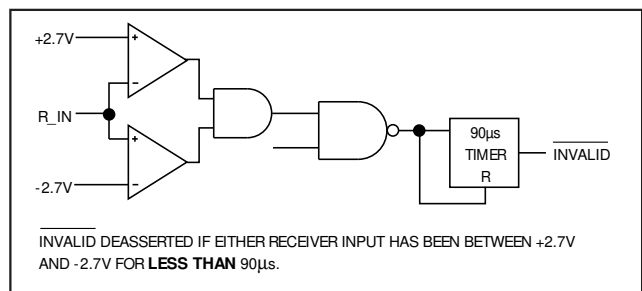 +2.7V
R_IN
-2.7V
+
-
+
-
90µs
TIMER
R
INVALID
INVALID DEASSERTED IF EITHER RECEIVER INPUT HAS BEEN BETWEEN +2.7V
AND -2.7V FOR LESS THAN 90µs.